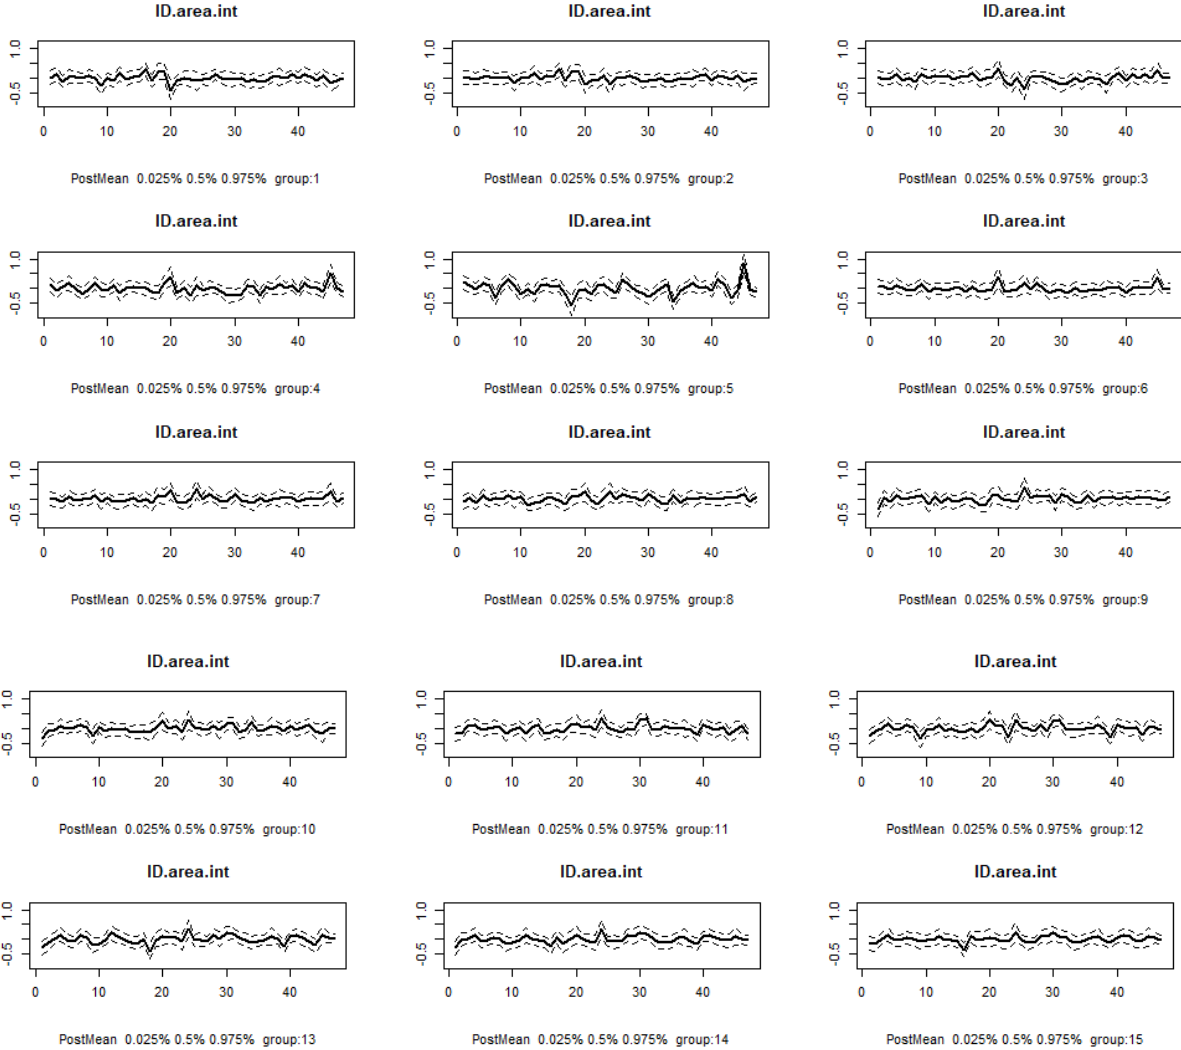 ID.area.int ID.area.int ID.area.int
1.0 1.0 1.0
-0.5 -0.5 -0.5
0 10 20 30 40 0 10 20 30 40 0 10 20 30 40
PostMean 0.025% 0.5% 0.975% group:1 PostMean 0.025% 0.5% 0.975% group:2 PostMean 0.025% 0.5% 0.975% group:3
ID.area.int ID.area.int ID.area.int
1.0 1.0 1.0
-0.5 -0.5 -0.5
0 10 20 30 40 0 10 20 30 40 0 10 20 30 40
PostMean 0.025% 0.5% 0.975% group:4 PostMean 0.025% 0.5% 0.975% group:5 PostMean 0.025% 0.5% 0.975% group:6
ID.area.int ID.area.int ID.area.int
1.0 1.0 1.0
-0.5 -0.5 -0.5
0 10 20 30 40 0 10 20 30 40 0 10 20 30 40
PostMean 0.025% 0.5% 0.975% group:7 PostMean 0.025% 0.5% 0.975% group:8 PostMean 0.025% 0.5% 0.975% group:9
ID.area.int ID.area.int ID.area.int
1.0 1.0 1.0
-0.5 -0.5 -0.5
0 10 20 30 40 0 10 20 30 40 0 10 20 30 40
PostMean 0.025% 0.5% 0.975% group:10 PostMean 0.025% 0.5% 0.975% group:11 PostMean 0.025% 0.5% 0.975% group:12
ID.area.int ID.area.int ID.area.int
1.0 1.0 1.0
-0.5 -0.5 -0.5
0 10 20 30 40 0 10 20 30 40 0 10 20 30 40
PostMean 0.025% 0.5% 0.975% group:13 PostMean 0.025% 0.5% 0.975% group:14 PostMean 0.025% 0.5% 0.975% group:15